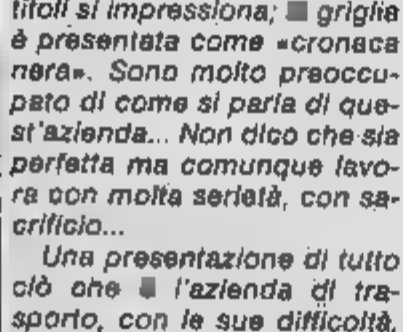 titoli si impressiona; griglia
è presentata come «cronaca
nera». Sono molto preoccu-
pato di come si parla di que-
st'azienda... Non dico che sia
perfetta ma comunque lavo-
ra con molta serietà, con sa-
crificio...
Una presentazione di tutto
ciò che l'azienda di tra-
sporto, con le sue difficoltà,